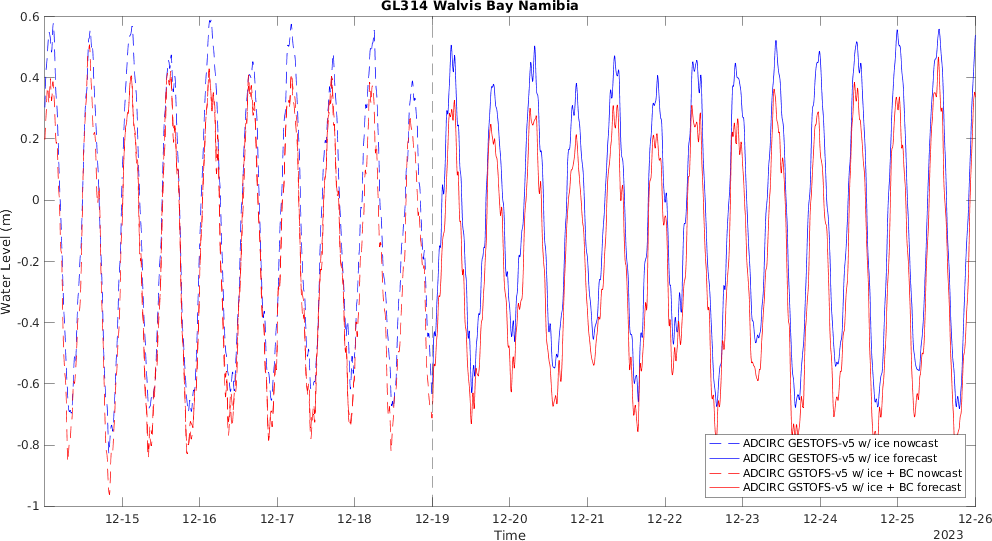 GL314 Walvis Bay Namibia
0.6
0.4
0.2
0
-0.2
-0.4
-0.6
-0.8
-1
Water Level (m)
ADCIRC GESTOFS-v5 w/ ice nowcast
ADCIRC GESTOFS-v5 w/ ice forecast
ADCIRC GSTOFS-v5 w/ ice + BC nowcast
ADCIRC GSTOFS-v5 w/ ice + BC forecast
12-15 12-16 12-17 12-18 12-19 12-20 12-21 12-22 12-23 12-24 12-25 12-26
Time
2023